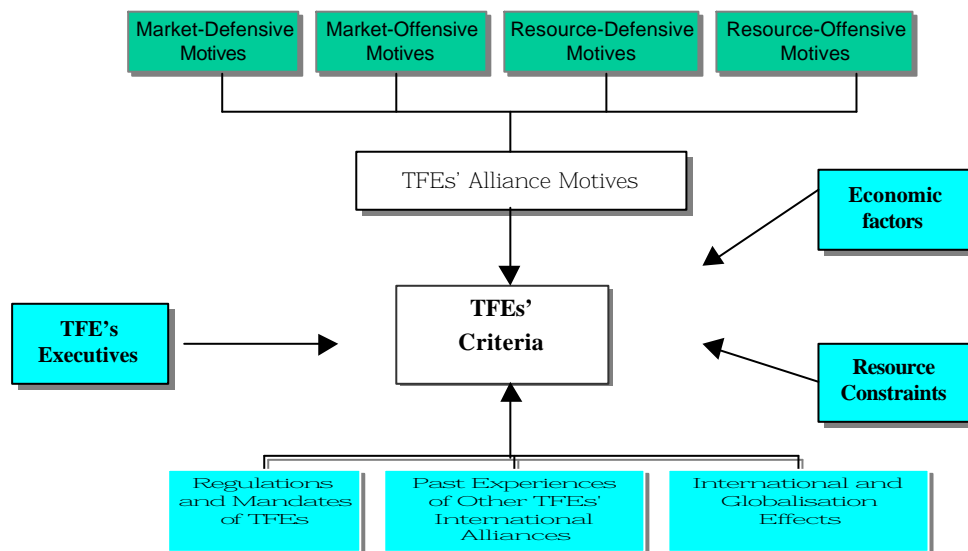 Market-Defensive
Motives
Market-Offensive
Motives
Resource-Defensive
Motives
Resource-Offensive
Motives
TFEs' Alliance Motives
Economic
factors
TFEs’
Criteria
TFE’s
Executives
Resource
Constraints
Regulations
and Mandates
of TFEs
Past Experiences
of Other TFEs'
International
Alliances
International and
Globalisation
Effects